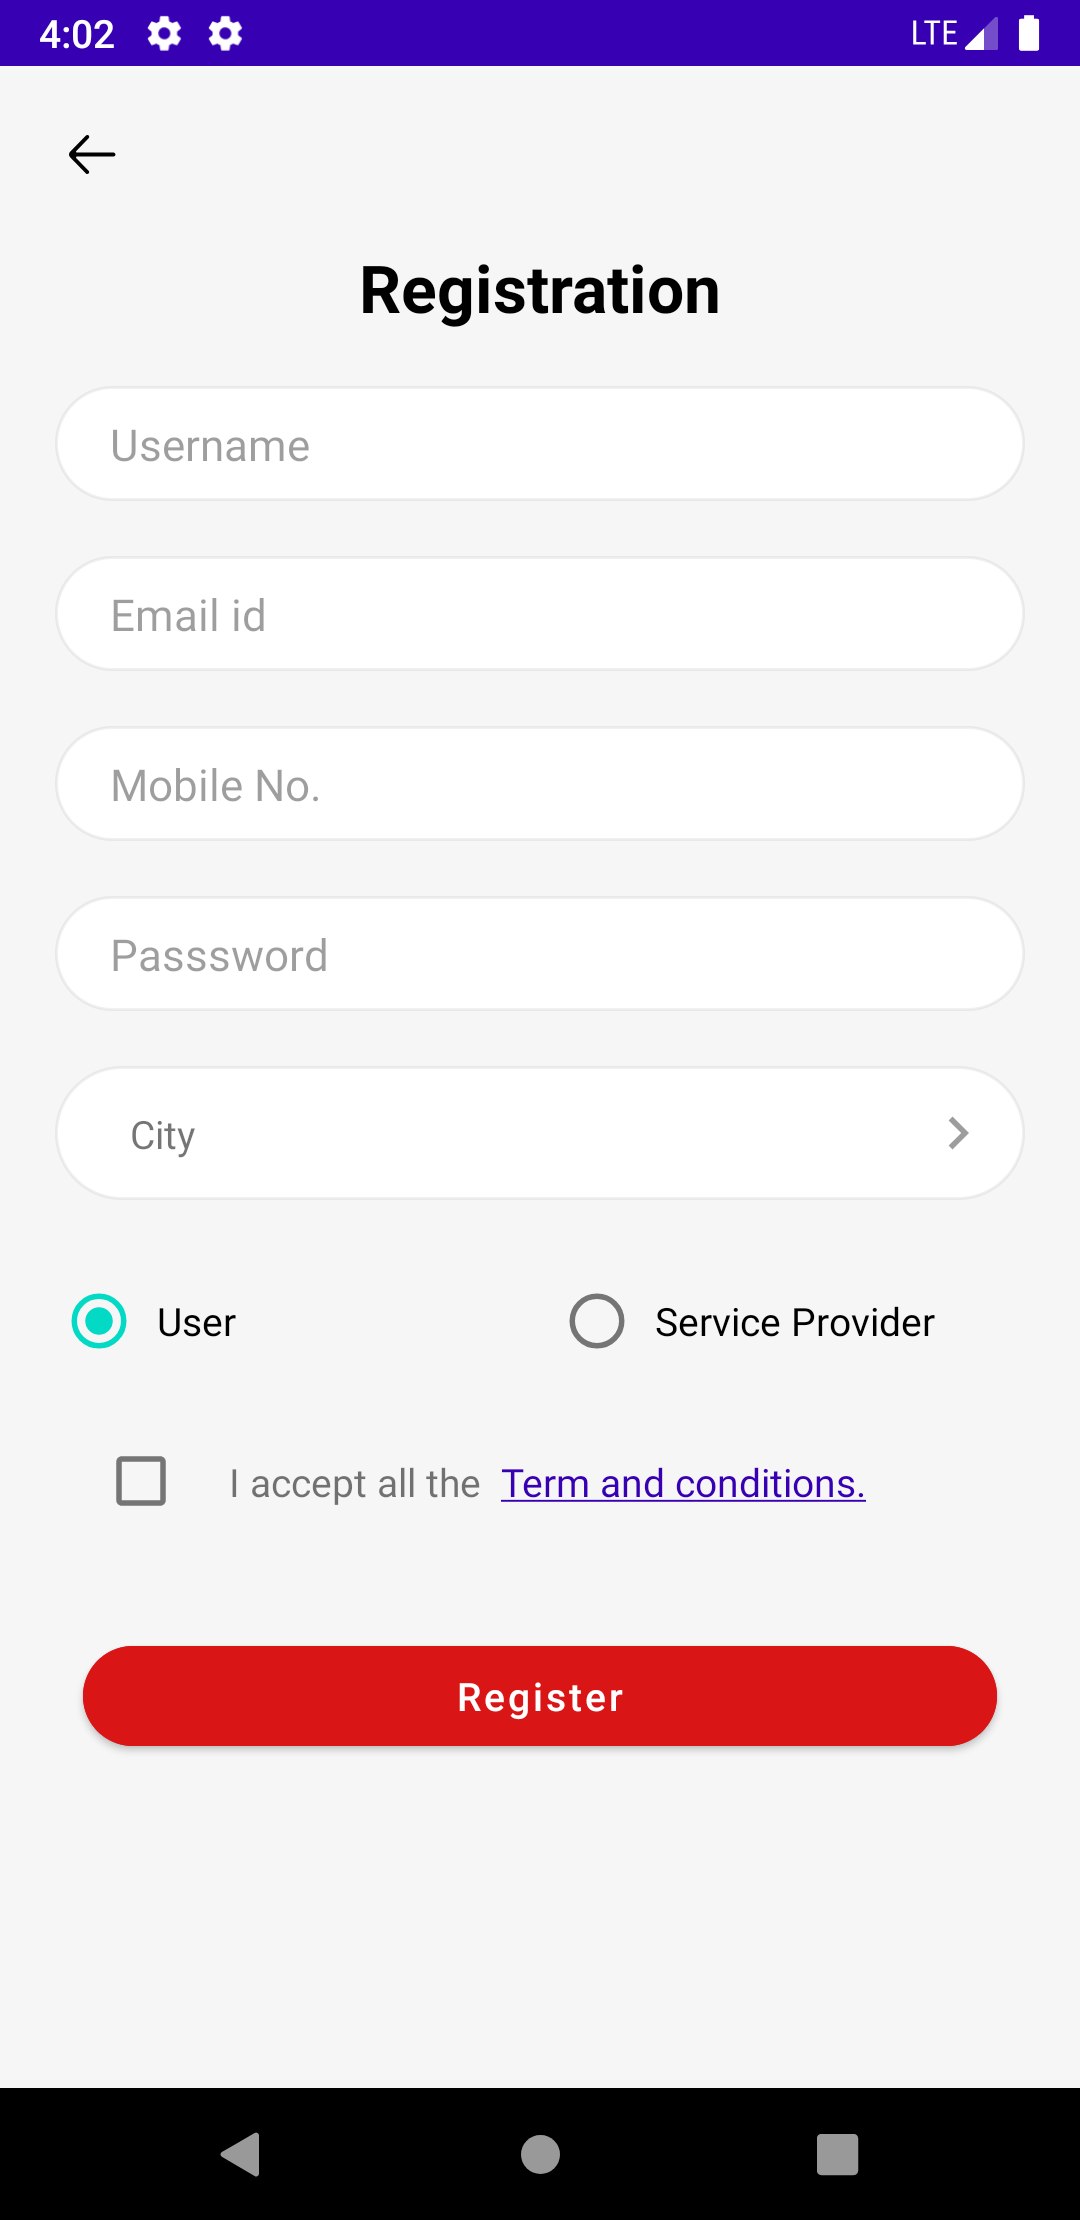 4:02 LTE
Registration
Username
Email id
Mobile No.
Passsword
City
User Service Provider
I accept all the Term and conditions.
Register